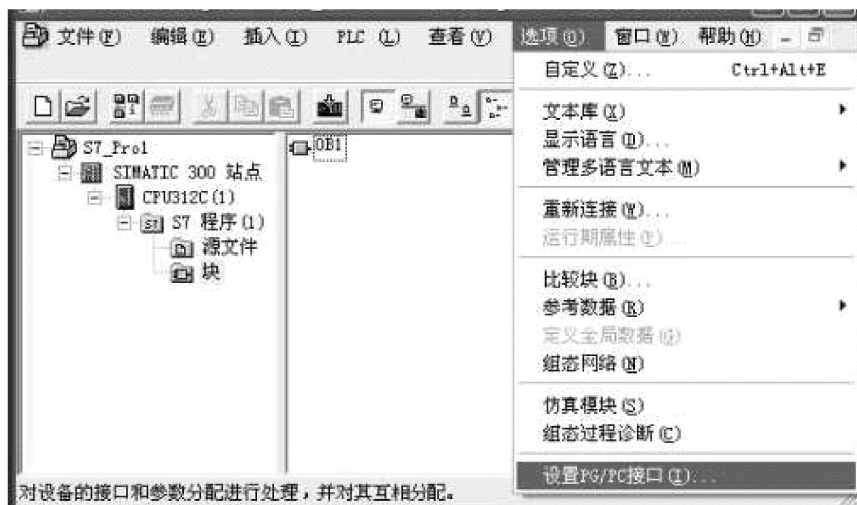 文件(F) 编辑(E) 插入(I) PLC (L) 查看(V) 选项(O) 窗口(W) 帮助(H)
自定义(Z)... Ctrl+Alt+E
文本库(X)
显示语言(D)...
管理多语言文本(M)
重新连接(W)...
运行期属性(P)...
比较块(B)...
参考数据(R)
定义全局数据(G)
组态网络(N)
仿真模块(S)
组态过程诊断(C)
设置PG/PC接口(I)...
S7_Pro1
SIMATIC 300 站点
CPU312C(1)
S7 程序(1)
源文件
块
OB1
对设备的接口和参数分配进行处理，并对其互相分配。